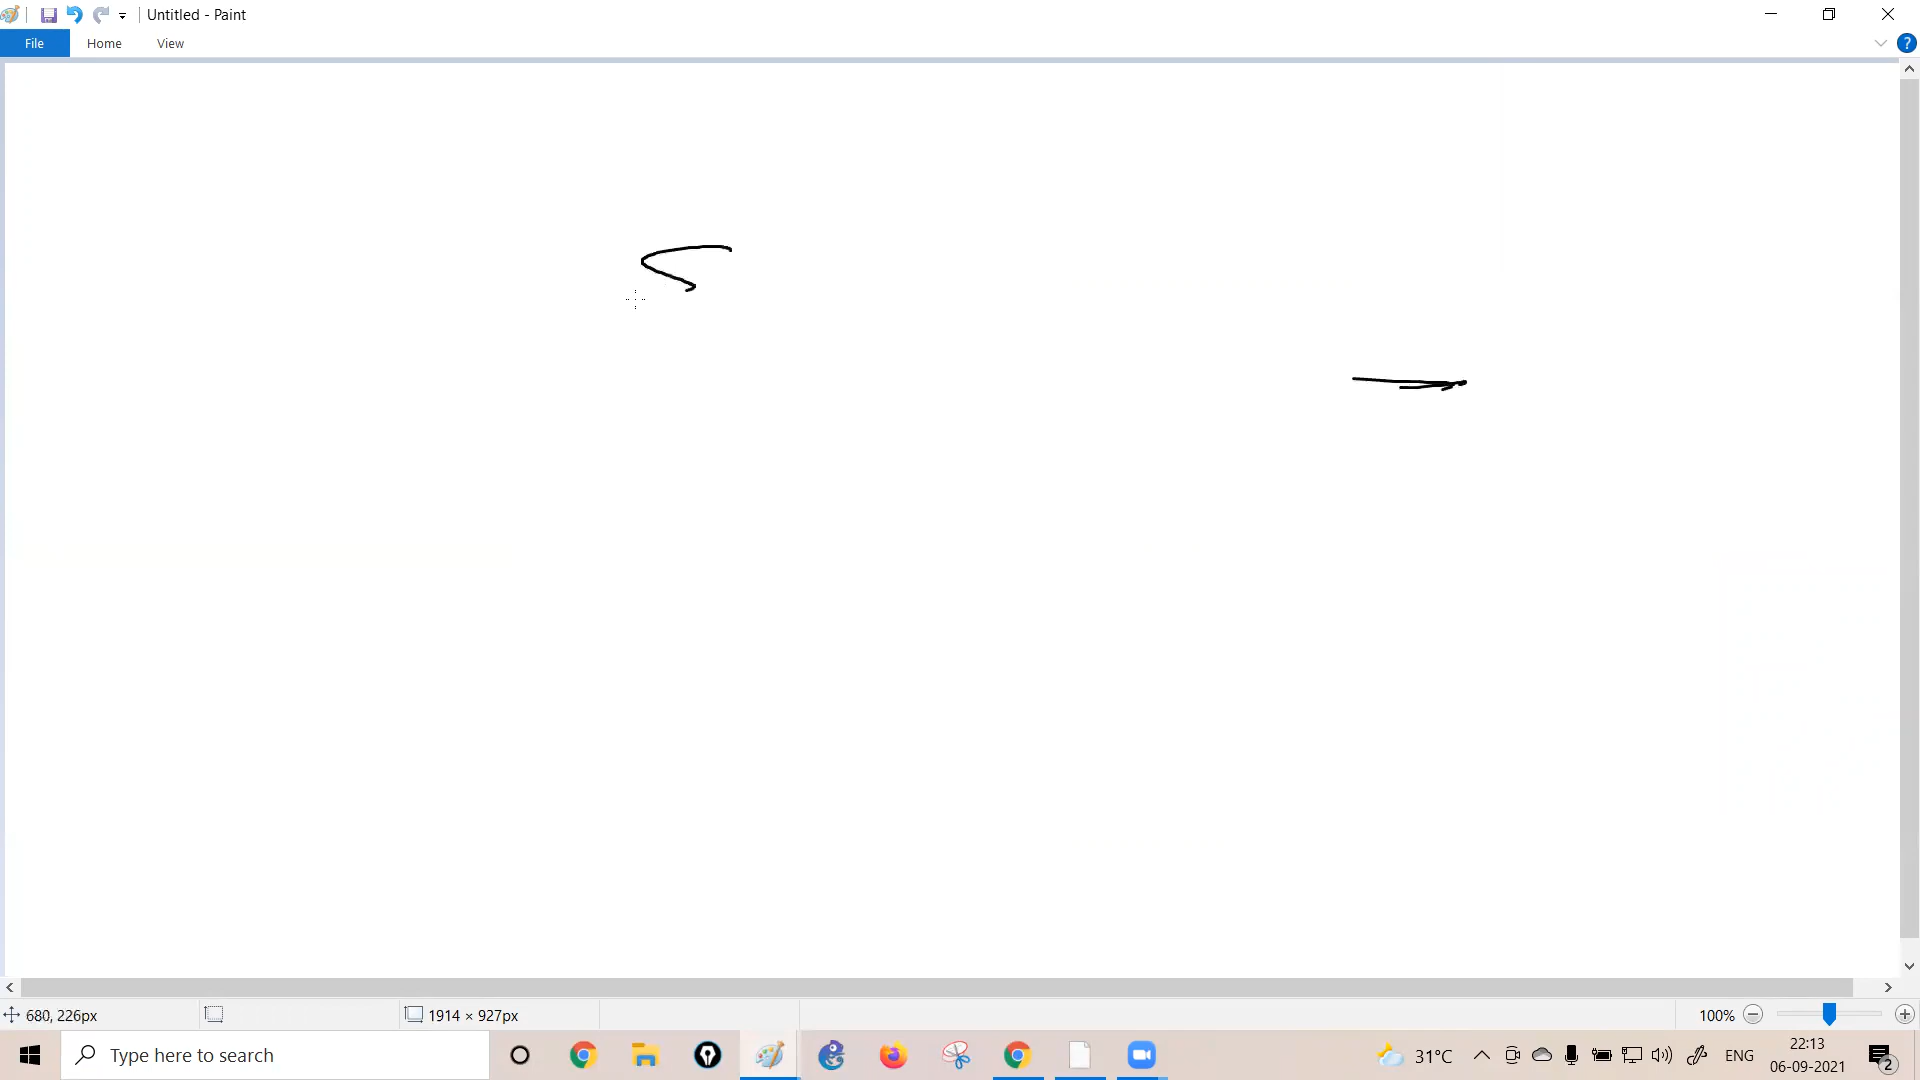 Untitled - Paint
File Home View
680, 226px 1914 × 927px 100%
Type here to search 31°C ENG 22:13
06-09-2021 2